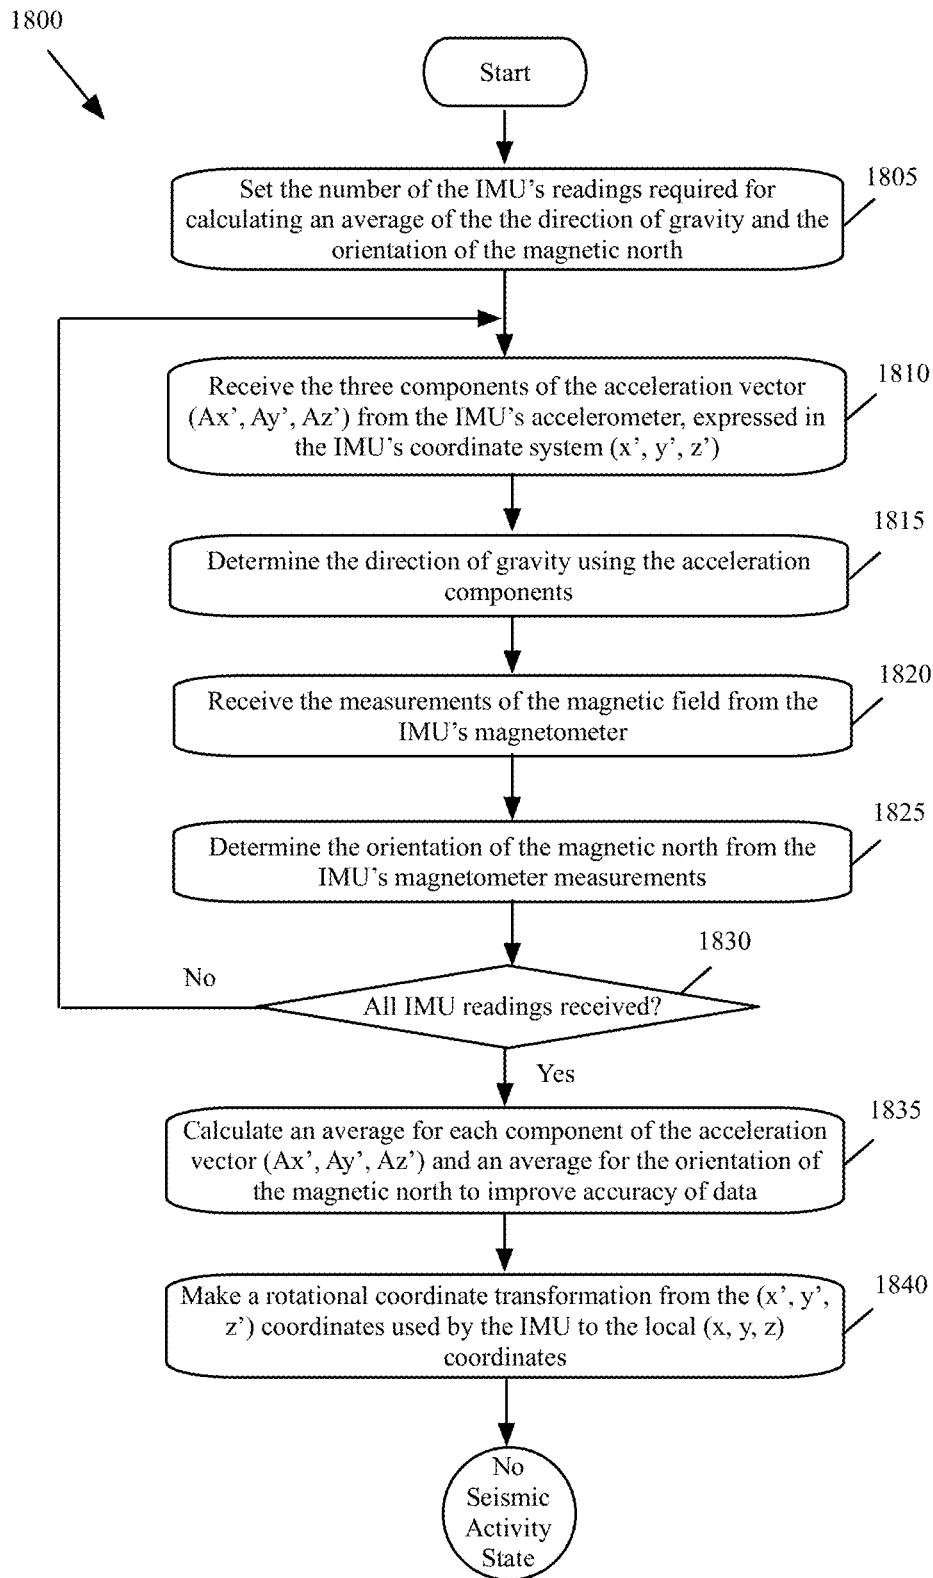 1800
Start
1805
Set the number of the IMU’s readings required for
calculating an average of the the direction of gravity and the
orientation of the magnetic north
1810
Receive the three components of the acceleration vector
(Ax’, Ay’, Az’) from the IMU’s accelerometer, expressed in
the IMU’s coordinate system (x’, y’, z’)
1815
Determine the direction of gravity using the acceleration
components
1820
Receive the measurements of the magnetic field from the
IMU’s magnetometer
1825
Determine the orientation of the magnetic north from the
IMU’s magnetometer measurements
1830
No
All IMU readings received?
Yes
1835
Calculate an average for each component of the acceleration
vector (Ax’, Ay’, Az’) and an average for the orientation of
the magnetic north to improve accuracy of data
1840
Make a rotational coordinate transformation from the (x’, y’,
z’) coordinates used by the IMU to the local (x, y, z)
coordinates
No
Seismic
Activity
State